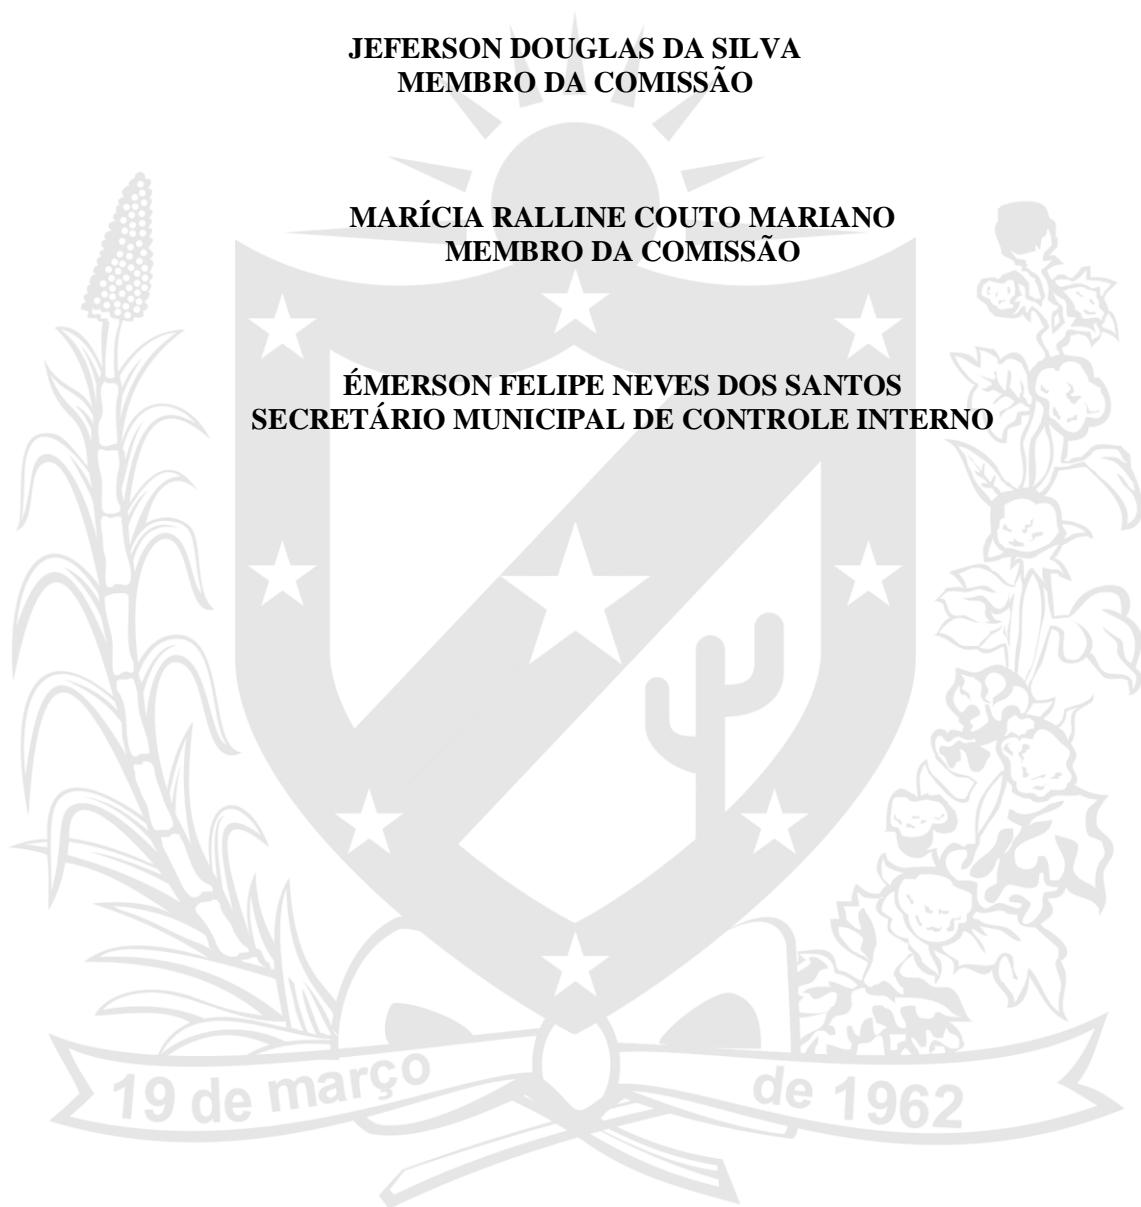 JEFERSON DOUGLAS DA SILVA
MEMBRO DA COMISSÃO
MARÍCIA RALLINE COUTO MARIANO
MEMBRO DA COMISSÃO
ÉMERSON FELIPE NEVES DOS SANTOS
SECRETÁRIO MUNICIPAL DE CONTROLE INTERNO
19 de março de 1962